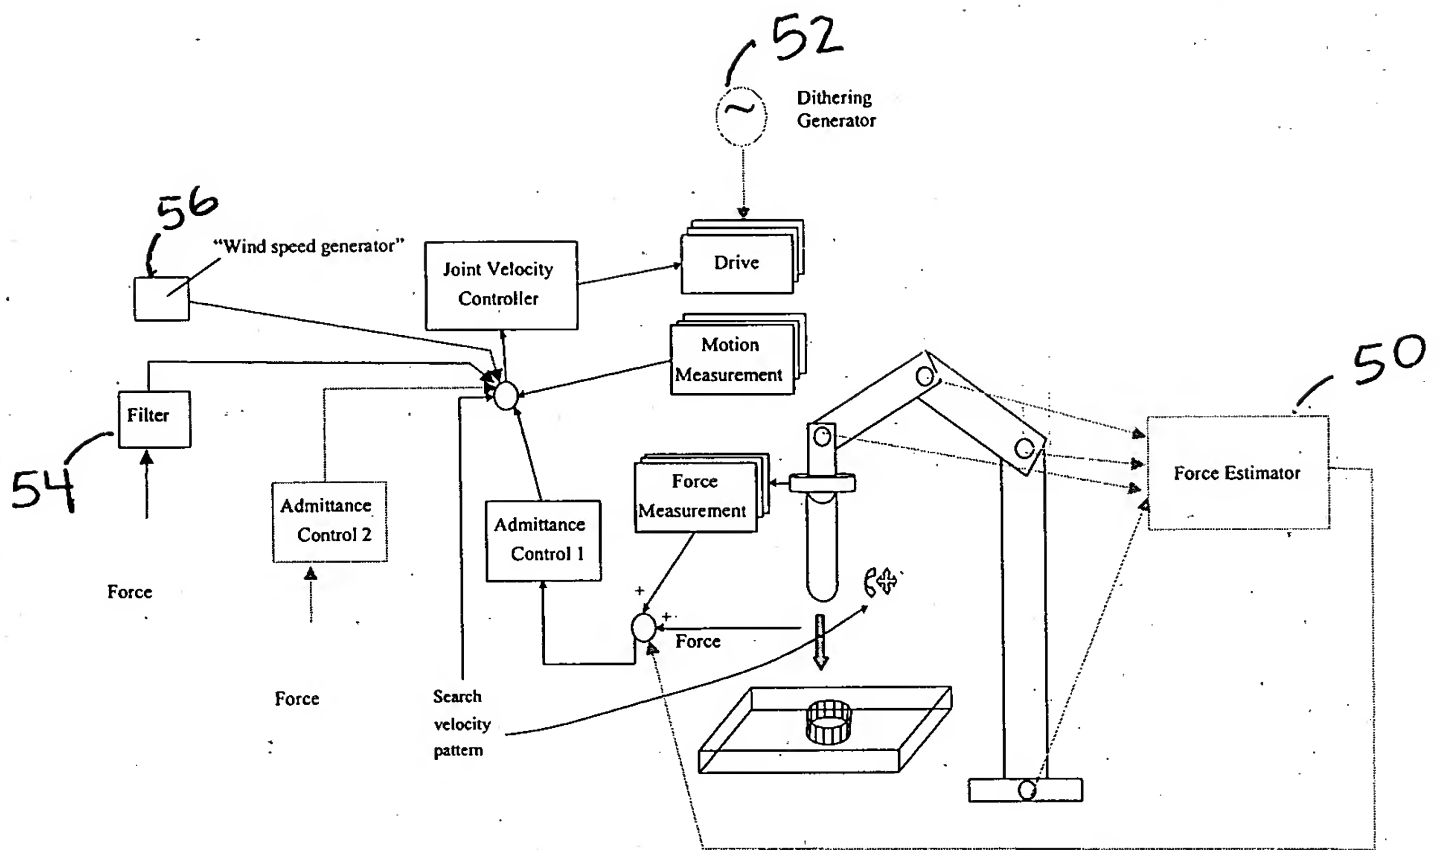 52
Dithering
Generator
56
"Wind speed generator"
Joint Velocity
Controller
Drive
Motion
Measurement
50
Filter
54
Force
Measurement
Force Estimator
Admittance
Control 2
Admittance
Control 1
Force
+
+
Force
Force
Search
velocity
pattern